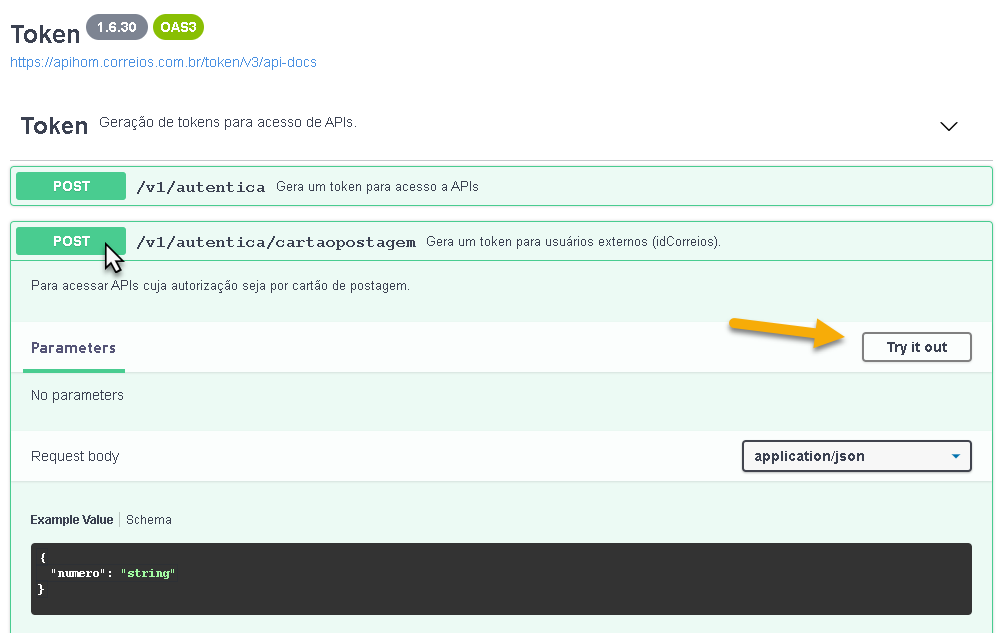 Token 1.6.30 OAS3
https://apihom.correios.com.br/token/v3/api-docs
Token Geração de tokens para acesso de APIs.
POST /v1/autentica Gera um token para acesso a APIs
POST /v1/autentica/cartaopostagem Gera um token para usuários externos (idCorreios).
Para acessar APIs cuja autorização seja por cartão de postagem.
Parameters Try it out
No parameters
Request body application/json
Example Value Schema
{
"numero": "string"
}